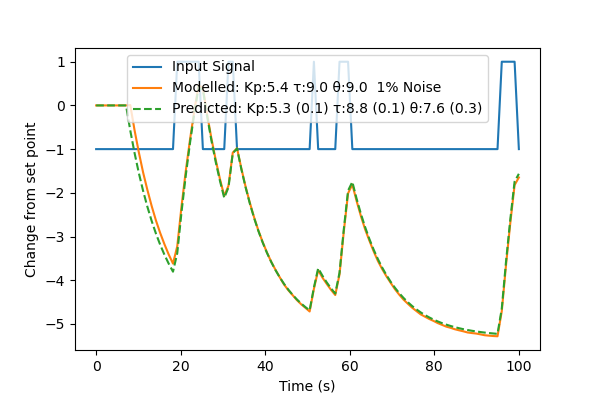 Input Signal
Modelled: Kp:5.4 τ:9.0 θ:9.0  1% Noise
Predicted: Kp:5.3 (0.1) τ:8.8 (0.1) θ:7.6 (0.3)
Change from set point
1
0
−1
−2
−3
−4
−5
0 20 40 60 80 100
Time (s)